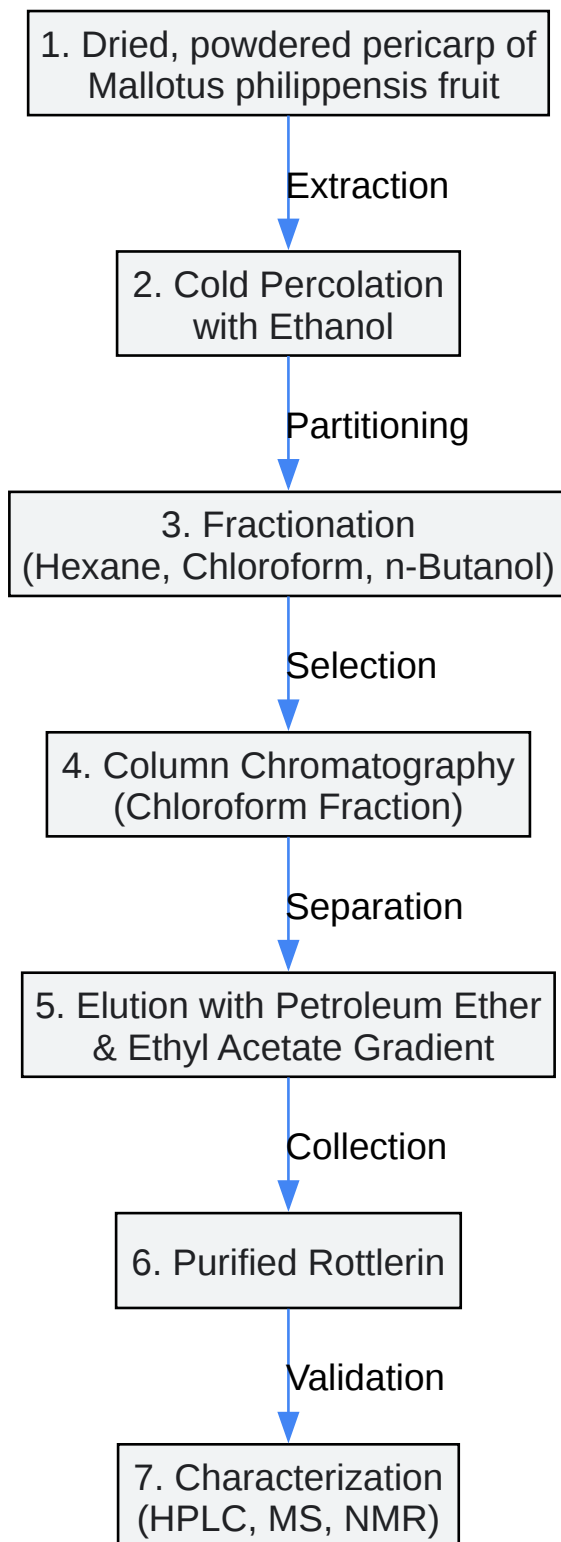 1. Dried, powdered pericarp of
Mallotus philippensis fruit
Extraction
2. Cold Percolation
with Ethanol
Partitioning
3. Fractionation
(Hexane, Chloroform, n-Butanol)
Selection
4. Column Chromatography
(Chloroform Fraction)
Separation
5. Elution with Petroleum Ether
& Ethyl Acetate Gradient
Collection
6. Purified Rottlerin
Validation
7. Characterization
(HPLC, MS, NMR)